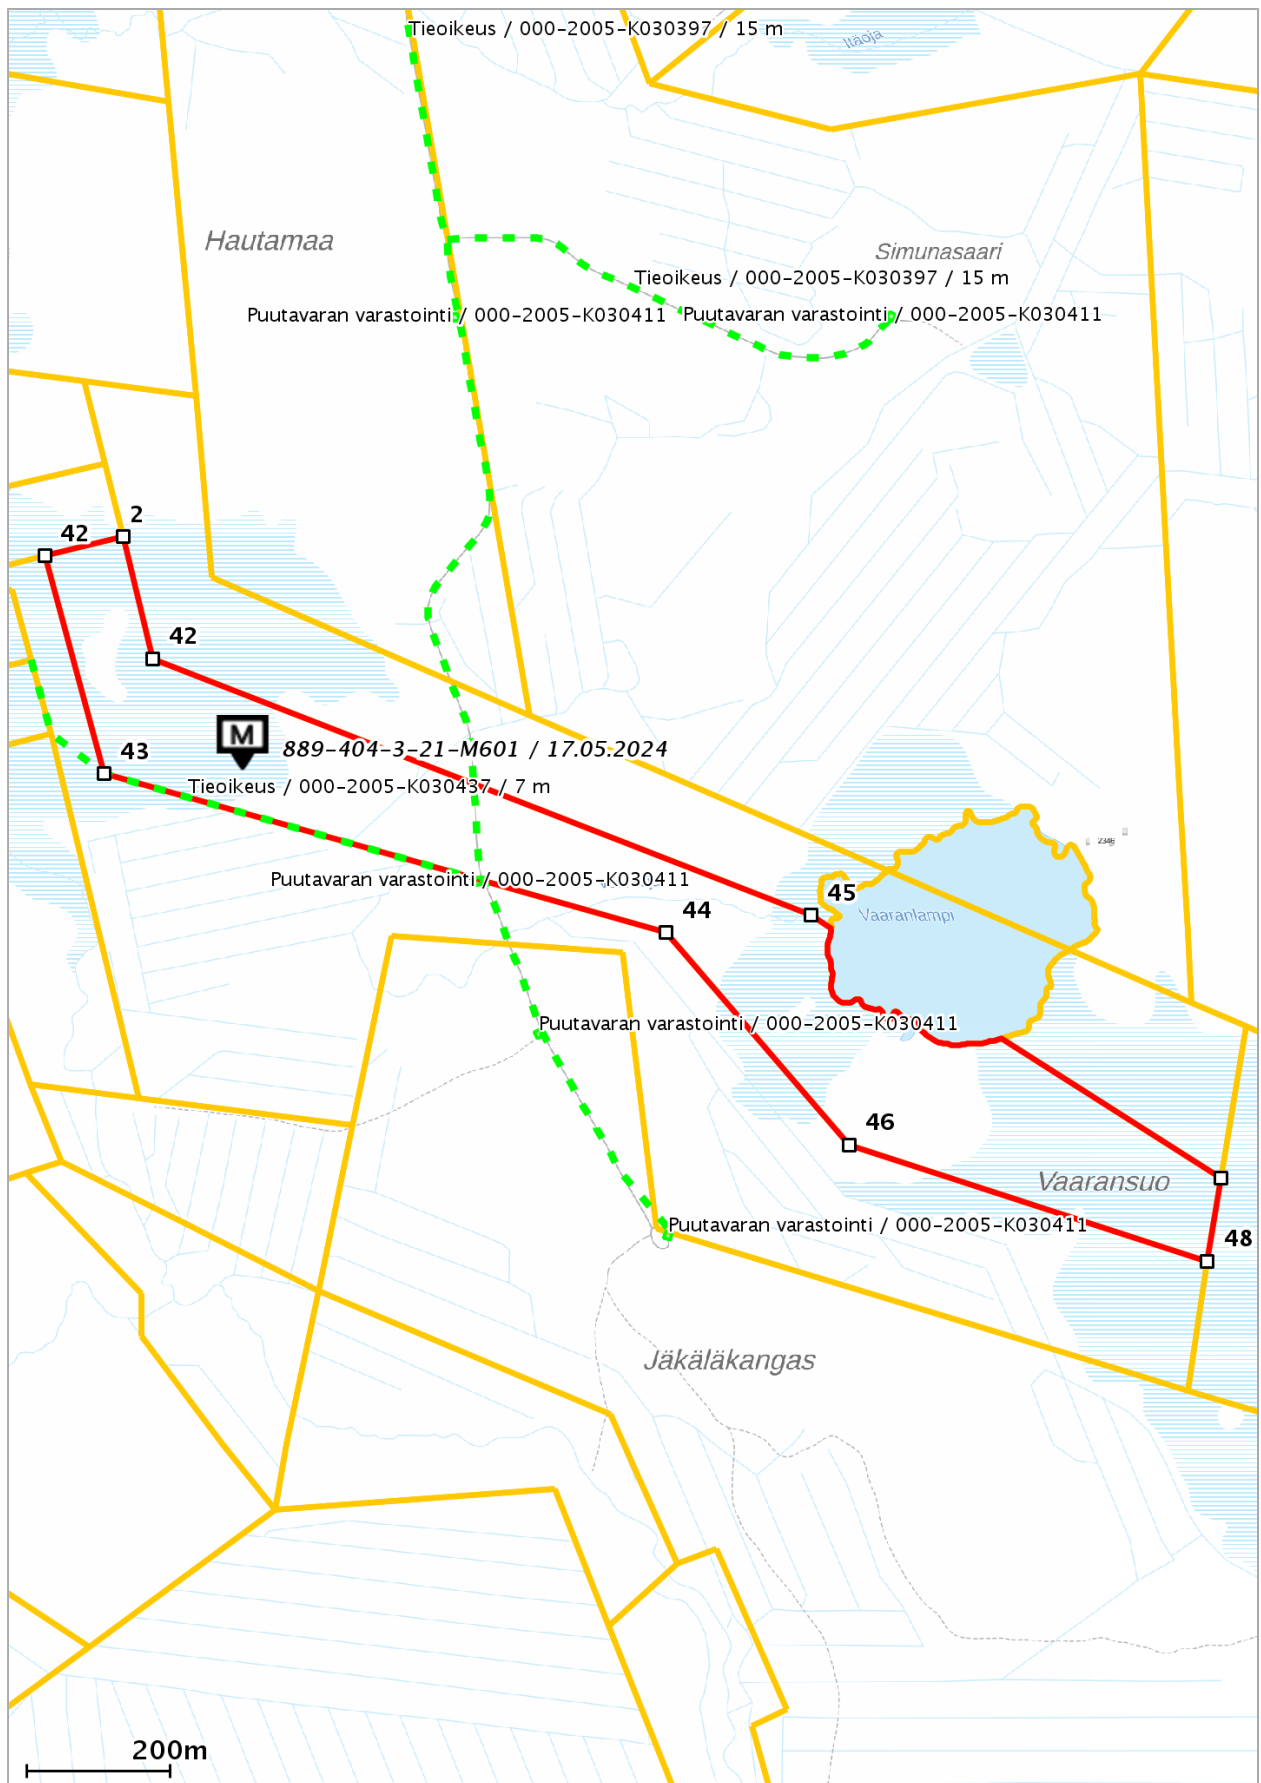 Tieoikeus / 000-2005-K030397 / 15 m
Itäoja
Hautamaa
Simunasaari
Tieoikeus / 000-2005-K030397 / 15 m
Puutavaran varastointi / 000-2005-K030411
Puutavaran varastointi / 000-2005-K030411
2
42
42
43
M
889-404-3-21-M601 / 17.05.2024
Tieoikeus / 000-2005-K030437 / 7 m
Puutavaran varastointi / 000-2005-K030411
45
Vaaranlampi
44
Puutavaran varastointi / 000-2005-K030411
46
Vaaransuo
Puutavaran varastointi / 000-2005-K030411
48
Jäkäläkangas
200m